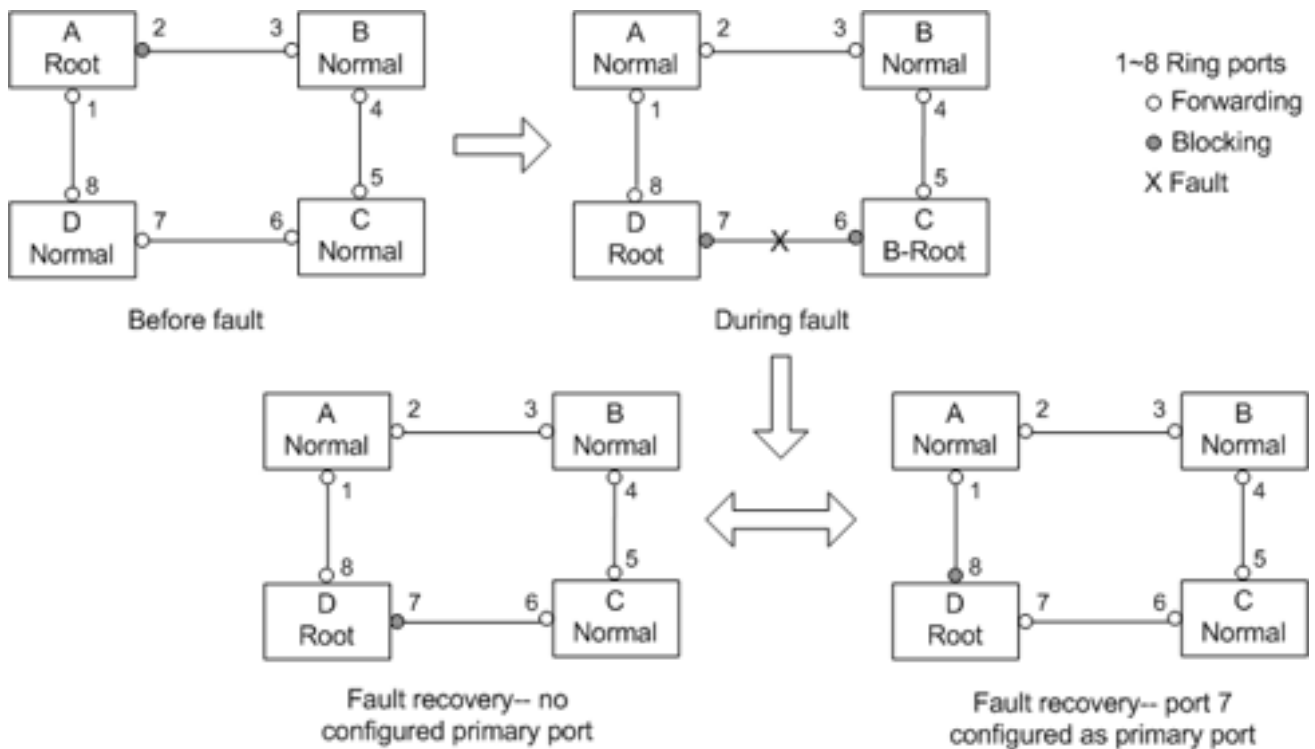 A
Root
2
3
B
Normal
1
4
8
5
D
Normal
7
6
C
Normal
Before fault
A
Normal
2
3
B
Normal
1
4
8
5
D
Root
7
X
6
C
B-Root
During fault
1~8 Ring ports
Forwarding
Blocking
X Fault
A
Normal
2
3
B
Normal
1
4
8
5
D
Root
7
6
C
Normal
Fault recovery-- no
configured primary port
A
Normal
2
3
B
Normal
1
4
8
5
D
Root
7
6
C
Normal
Fault recovery-- port 7
configured as primary port